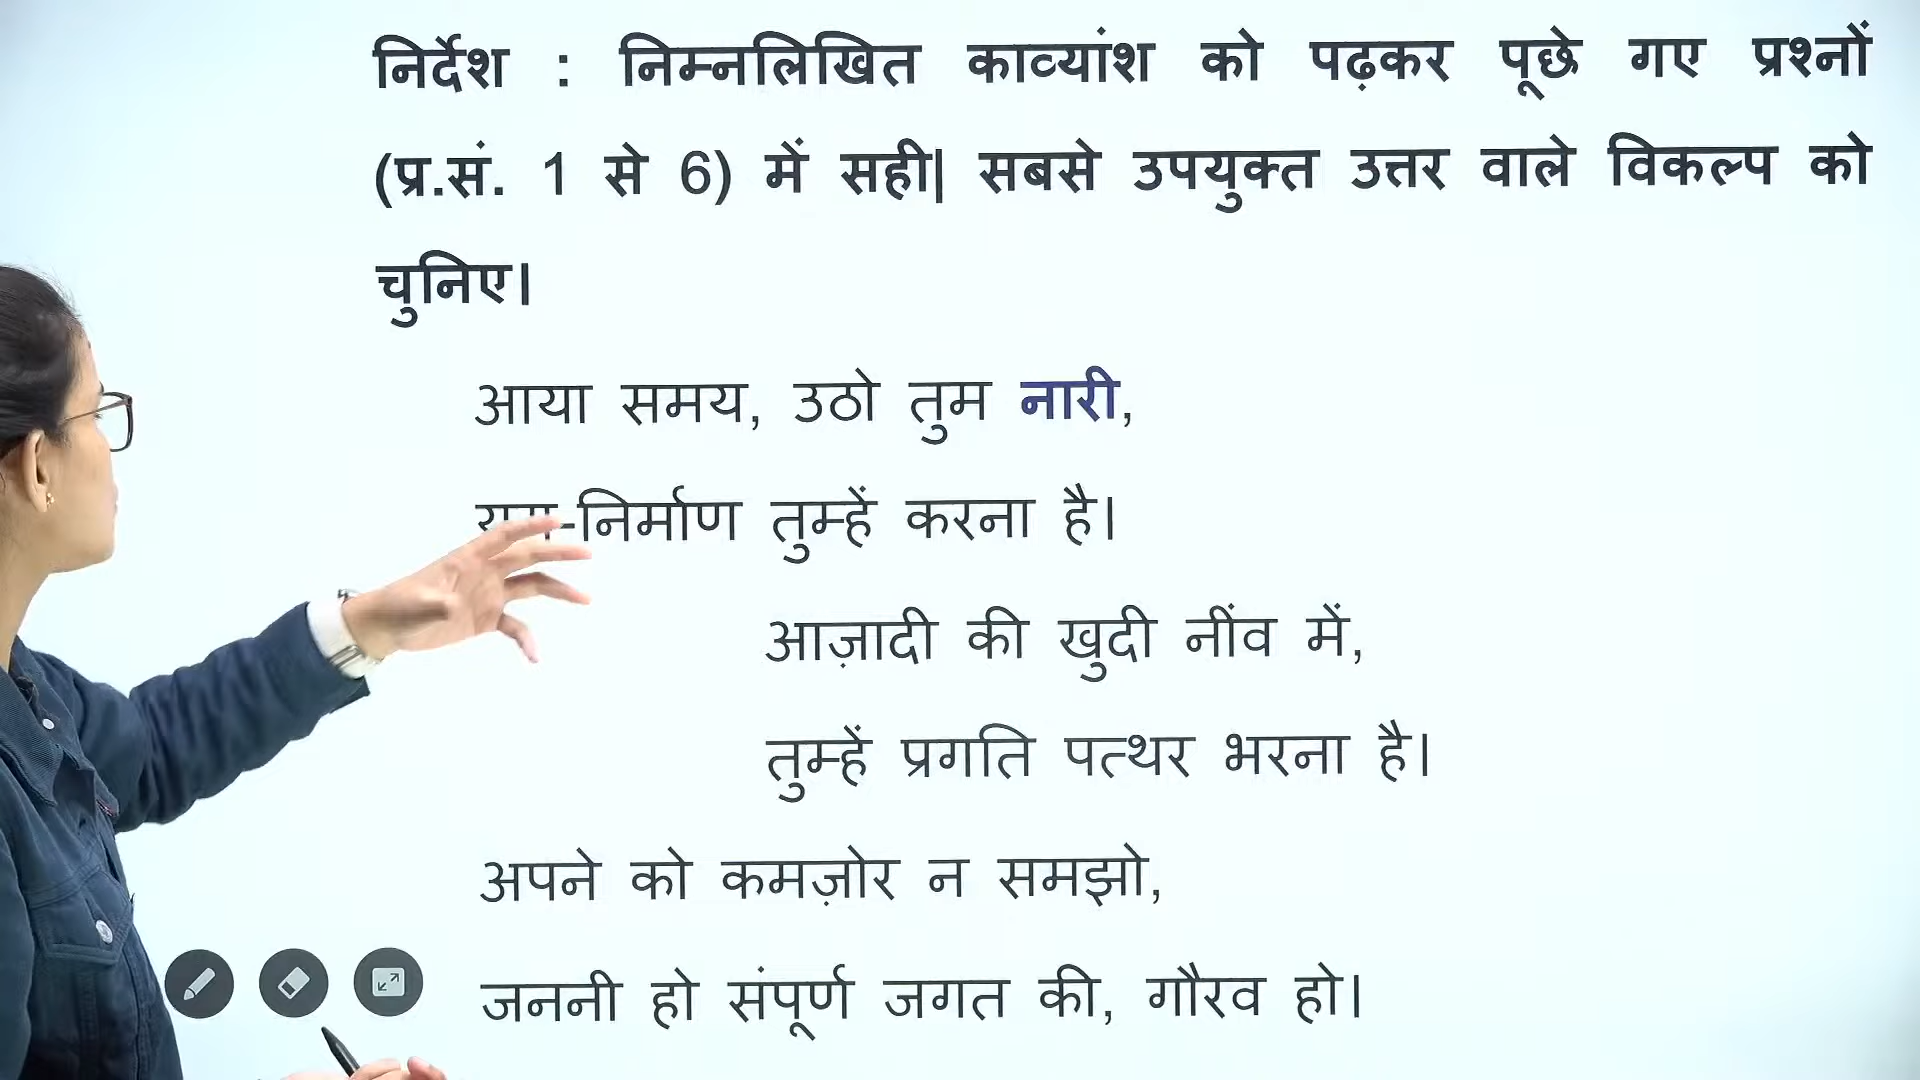 निर्देश : निम्नलिखित काव्यांश को पढ़कर पूछे गए प्रश्नों
(प्र.सं. 1 से 6) में सही| सबसे उपयुक्त उत्तर वाले विकल्प को
चुनिए।
आया समय, उठो तुम नारी,
-निर्माण तुम्हें करना है।
आज़ादी की खुदी नींव में,
तुम्हें प्रगति पत्थर भरना है।
अपने को कमज़ोर न समझो,
जननी हो संपूर्ण जगत की, गौरव हो।